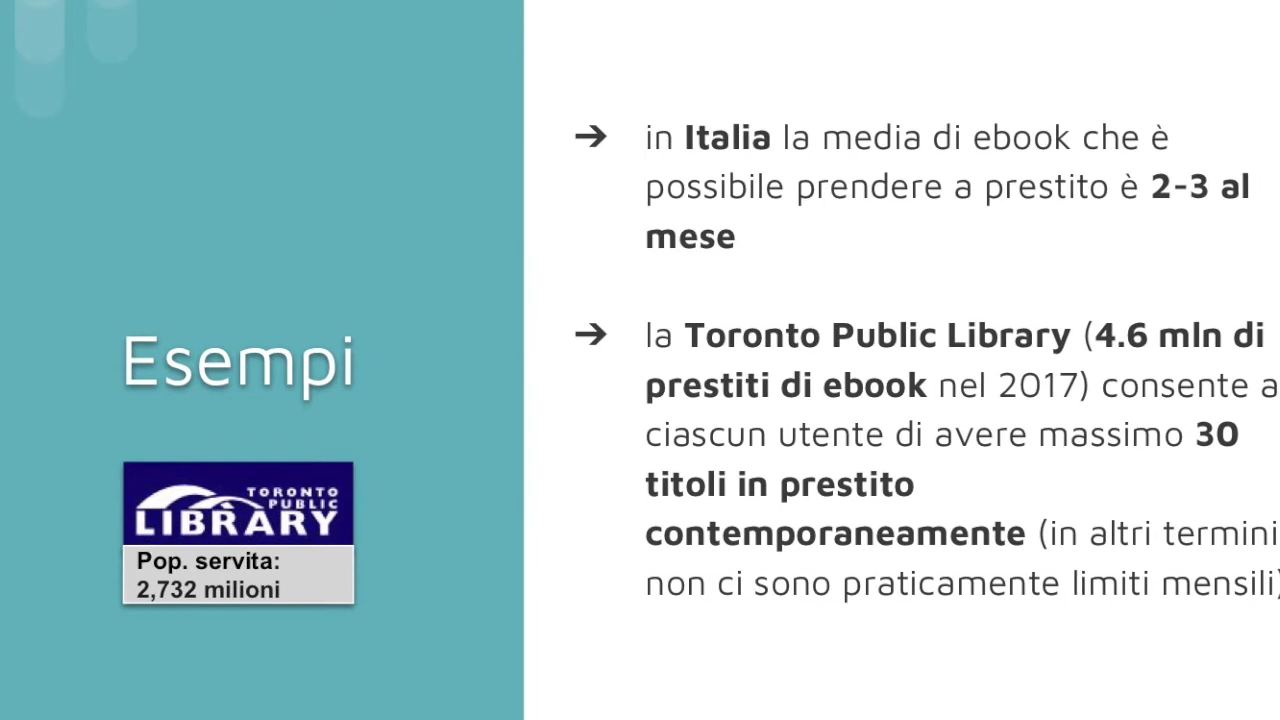 Esempi
TORONTO
PUBLIC
LIBRARY
Pop. servita:
2,732 milioni
➔ in Italia la media di ebook che è
possibile prendere a prestito è 2-3 al
mese
➔ la Toronto Public Library (4.6 mln di
prestiti di ebook nel 2017) consente a
ciascun utente di avere massimo 30
titoli in prestito
contemporaneamente (in altri termini
non ci sono praticamente limiti mensili)